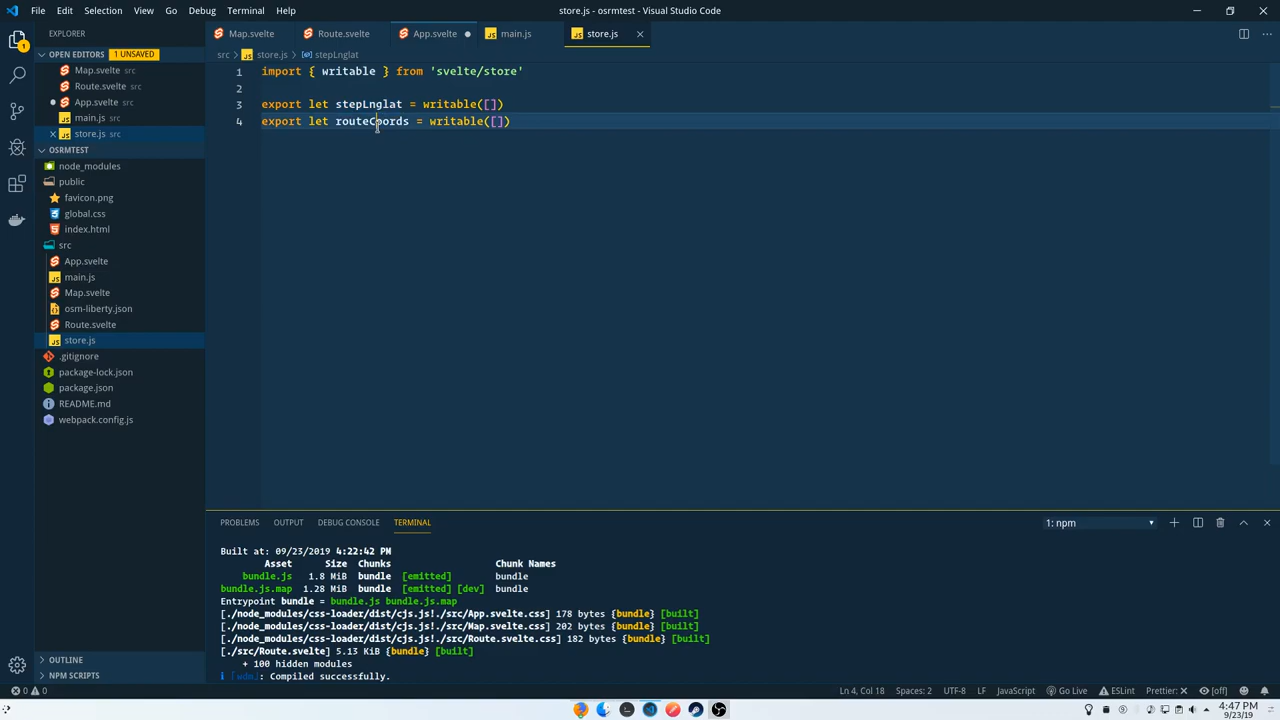 File Edit Selection View Go Debug Terminal Help
store.js - osrmtest - Visual Studio Code
EXPLORER
Map.svelte Route.svelte App.svelte main.js store.js
OPEN EDITORS 1 UNSAVED
src store.js stepLnglat
Map.svelte src
Route.svelte src
App.svelte src
main.js src
store.js src
1 import { writable } from 'svelte/store'
2
3 export let stepLnglat = writable([])
4 export let routeCoords = writable([])
OSRMTEST
node_modules
public
favicon.png
global.css
index.html
src
App.svelte
main.js
Map.svelte
osm-liberty.json
Route.svelte
store.js
.gitignore
package-lock.json
package.json
README.md
webpack.config.js
OUTLINE
NPM SCRIPTS
PROBLEMS OUTPUT DEBUG CONSOLE TERMINAL 1: npm
Built at: 09/23/2019 4:22:42 PM
Asset Size Chunks Chunk Names
bundle.js 1.8 MiB bundle [emitted] bundle
bundle.js.map 1.28 MiB bundle [emitted] [dev] bundle
Entrypoint bundle = bundle.js bundle.js.map
[./node_modules/css-loader/dist/cjs.js!./src/App.svelte.css] 178 bytes {bundle} [built]
[./node_modules/css-loader/dist/cjs.js!./src/Map.svelte.css] 202 bytes {bundle} [built]
[./node_modules/css-loader/dist/cjs.js!./src/Route.svelte.css] 182 bytes {bundle} [built]
[./src/Route.svelte] 5.13 KiB {bundle} [built]
+ 100 hidden modules
ℹ [wdm]: Compiled successfully.
0 0 Ln 4, Col 18 Spaces: 2 UTF-8 LF JavaScript Go Live ESLint Prettier: × [off]
4:47 PM
9/23/19